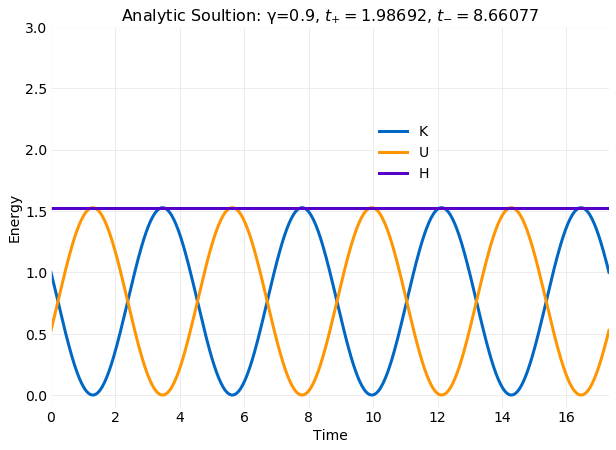 Analytic Soultion: γ=0.9, t₊ = 1.98692, t₋ = 8.66077
3.0
2.5
2.0
1.5
1.0
0.5
0.0
Energy
K
U
H
0 2 4 6 8 10 12 14 16
Time